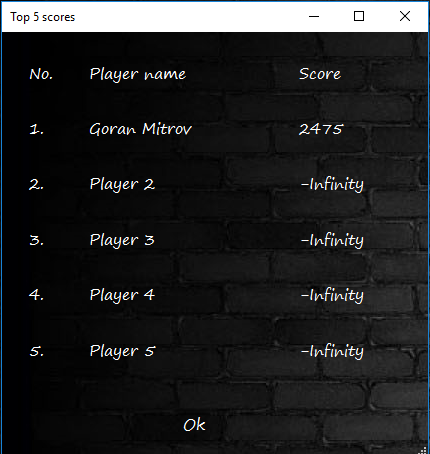 Top 5 scores
No. Player name Score
1. Goran Mitrov 2475
2. Player 2 -Infinity
3. Player 3 -Infinity
4. Player 4 -Infinity
5. Player 5 -Infinity
Ok